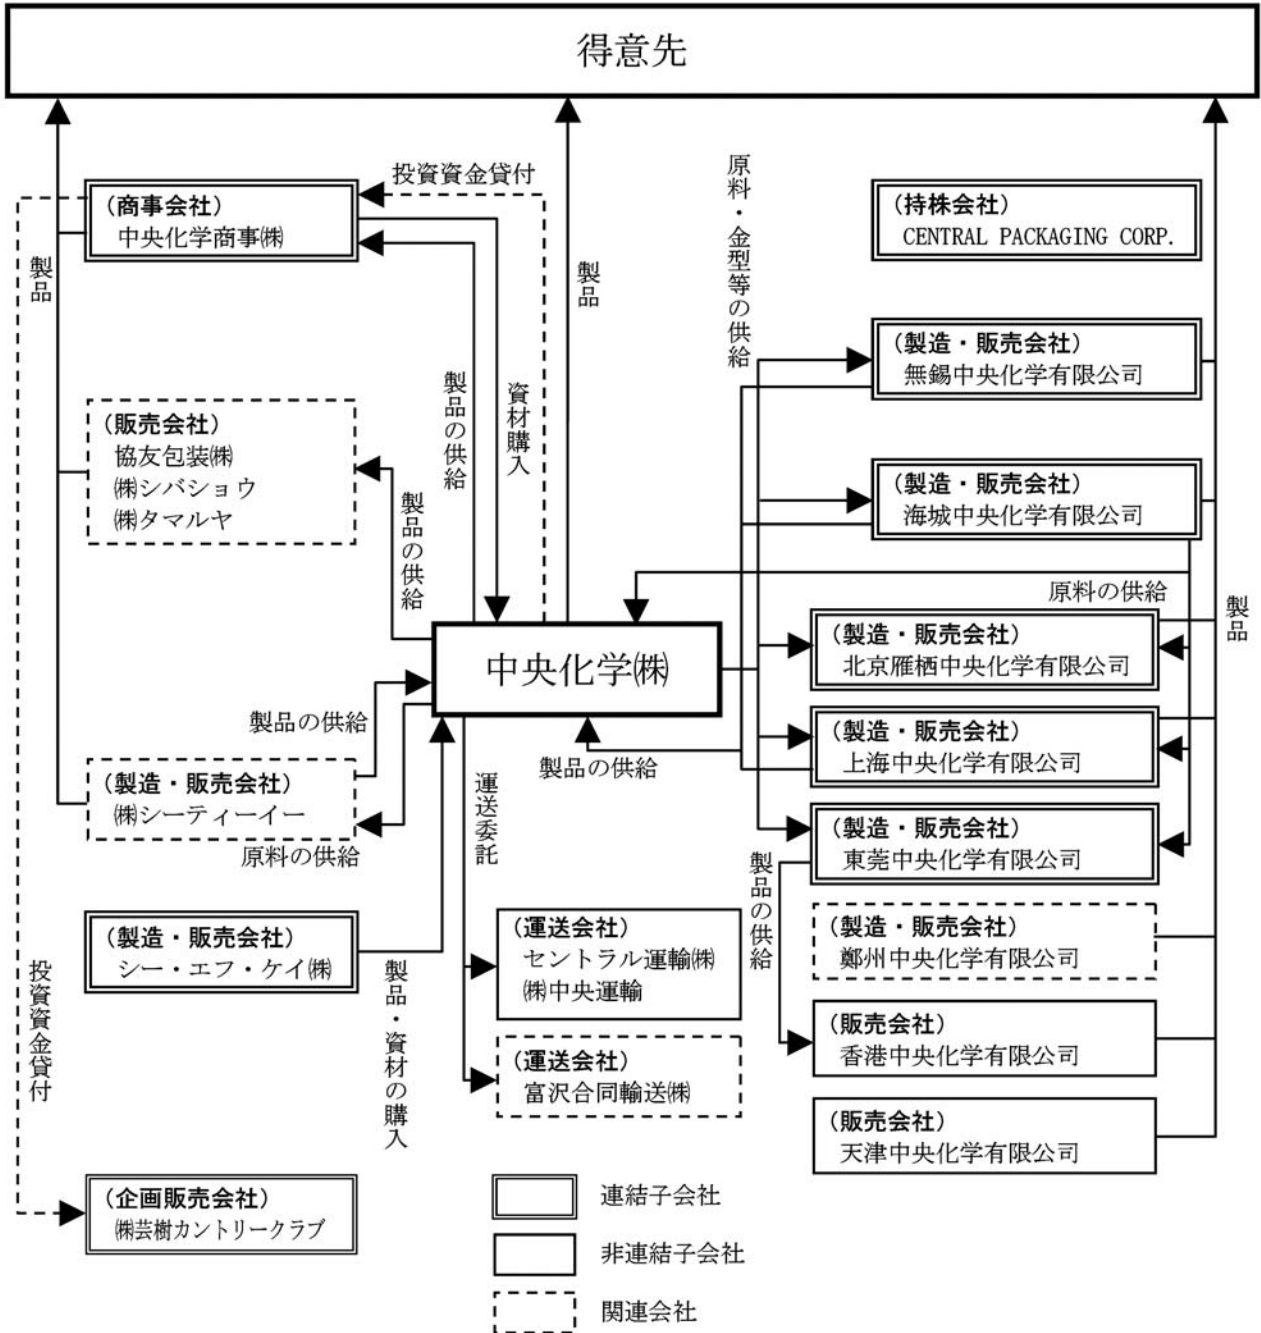 得意先
投資資金貸付
(商事会社)
中央化学商事㈱
製品
(販売会社)
協友包装㈱
㈱シバショウ
㈱タマルヤ
製品の供給
製品の供給
資材購入
製品
原料・金型等の供給
(持株会社)
CENTRAL PACKAGING CORP.
(製造・販売会社)
無錫中央化学有限公司
(製造・販売会社)
海城中央化学有限公司
原料の供給
製品
中央化学㈱
(製造・販売会社)
北京雁栖中央化学有限公司
(製造・販売会社)
上海中央化学有限公司
(製造・販売会社)
東莞中央化学有限公司
(製造・販売会社)
鄭州中央化学有限公司
(販売会社)
香港中央化学有限公司
(販売会社)
天津中央化学有限公司
製品の供給
製品の供給
製品の供給
(製造・販売会社)
㈱シーティーイー
原料の供給
運送委託
(製造・販売会社)
シー・エフ・ケイ㈱
製品・資材の購入
(運送会社)
セントラル運輸㈱
㈱中央運輸
(運送会社)
富沢合同輸送㈱
投資資金貸付
(企画販売会社)
㈱芸樹カントリークラブ
連結子会社
非連結子会社
関連会社